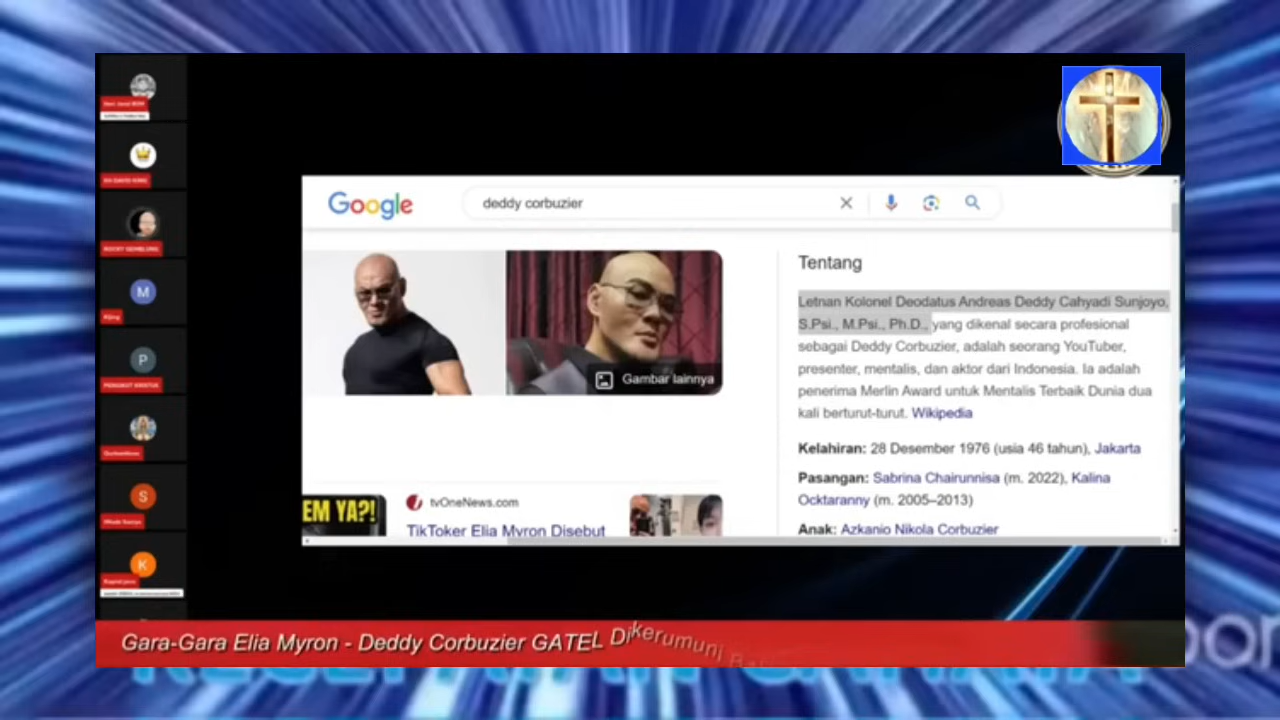 Google
deddy corbuzier
Gambar lainnya
Tentang
Letnan Kolonel Deodatus Andreas Deddy Cahyadi Sunjoyo,
S.Psi., M.Psi., Ph.D., yang dikenal secara profesional
sebagai Deddy Corbuzier, adalah seorang YouTuber,
presenter, mentalis, dan aktor dari Indonesia. Ia adalah
penerima Merlin Award untuk Mentalis Terbaik Dunia dua
kali berturut-turut. Wikipedia
Kelahiran: 28 Desember 1976 (usia 46 tahun), Jakarta
Pasangan: Sabrina Chairunnisa (m. 2022), Kalina
Ocktaranny (m. 2005–2013)
Anak: Azkanio Nikola Corbuzier
EM YA?!
tvOneNews.com
TikToker Elia Myron Disebut
M
P
S
K
Gara-Gara Elia Myron - Deddy Corbuzier GATEL Dikerumuni